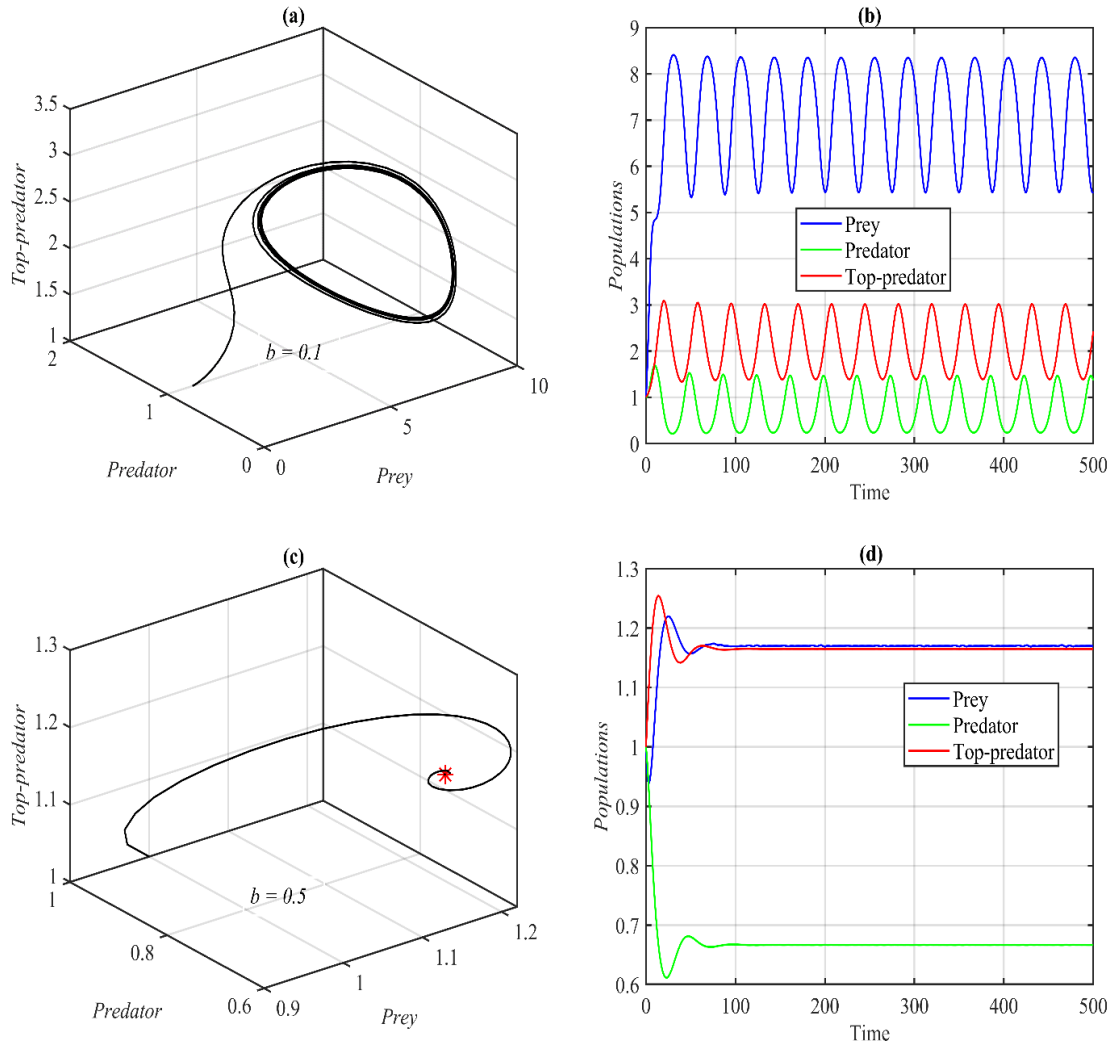 (a)
3.5
3
2.5
2
1.5
1
2
1
0
0
5
10
Top-predator
Predator
Prey
b = 0.1
(b)
9
8
7
6
5
4
3
2
1
0
0
100
200
300
400
500
Populations
Time
Prey
Predator
Top-predator
(c)
1.3
1.2
1.1
1
1
0.8
0.6
0.9
1
1.1
1.2
Top-predator
Predator
Prey
b = 0.5
(d)
1.3
1.2
1.1
1
0.9
0.8
0.7
0.6
0
100
200
300
400
500
Populations
Time
Prey
Predator
Top-predator